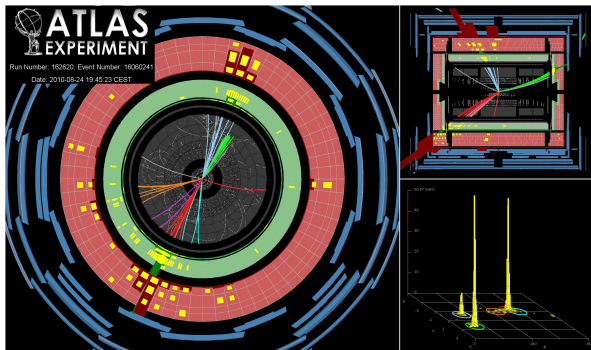 ATLAS
EXPERIMENT
Run Number: 162620, Event Number: 16060241
Date: 2010-08-24 19:45:23 CEST